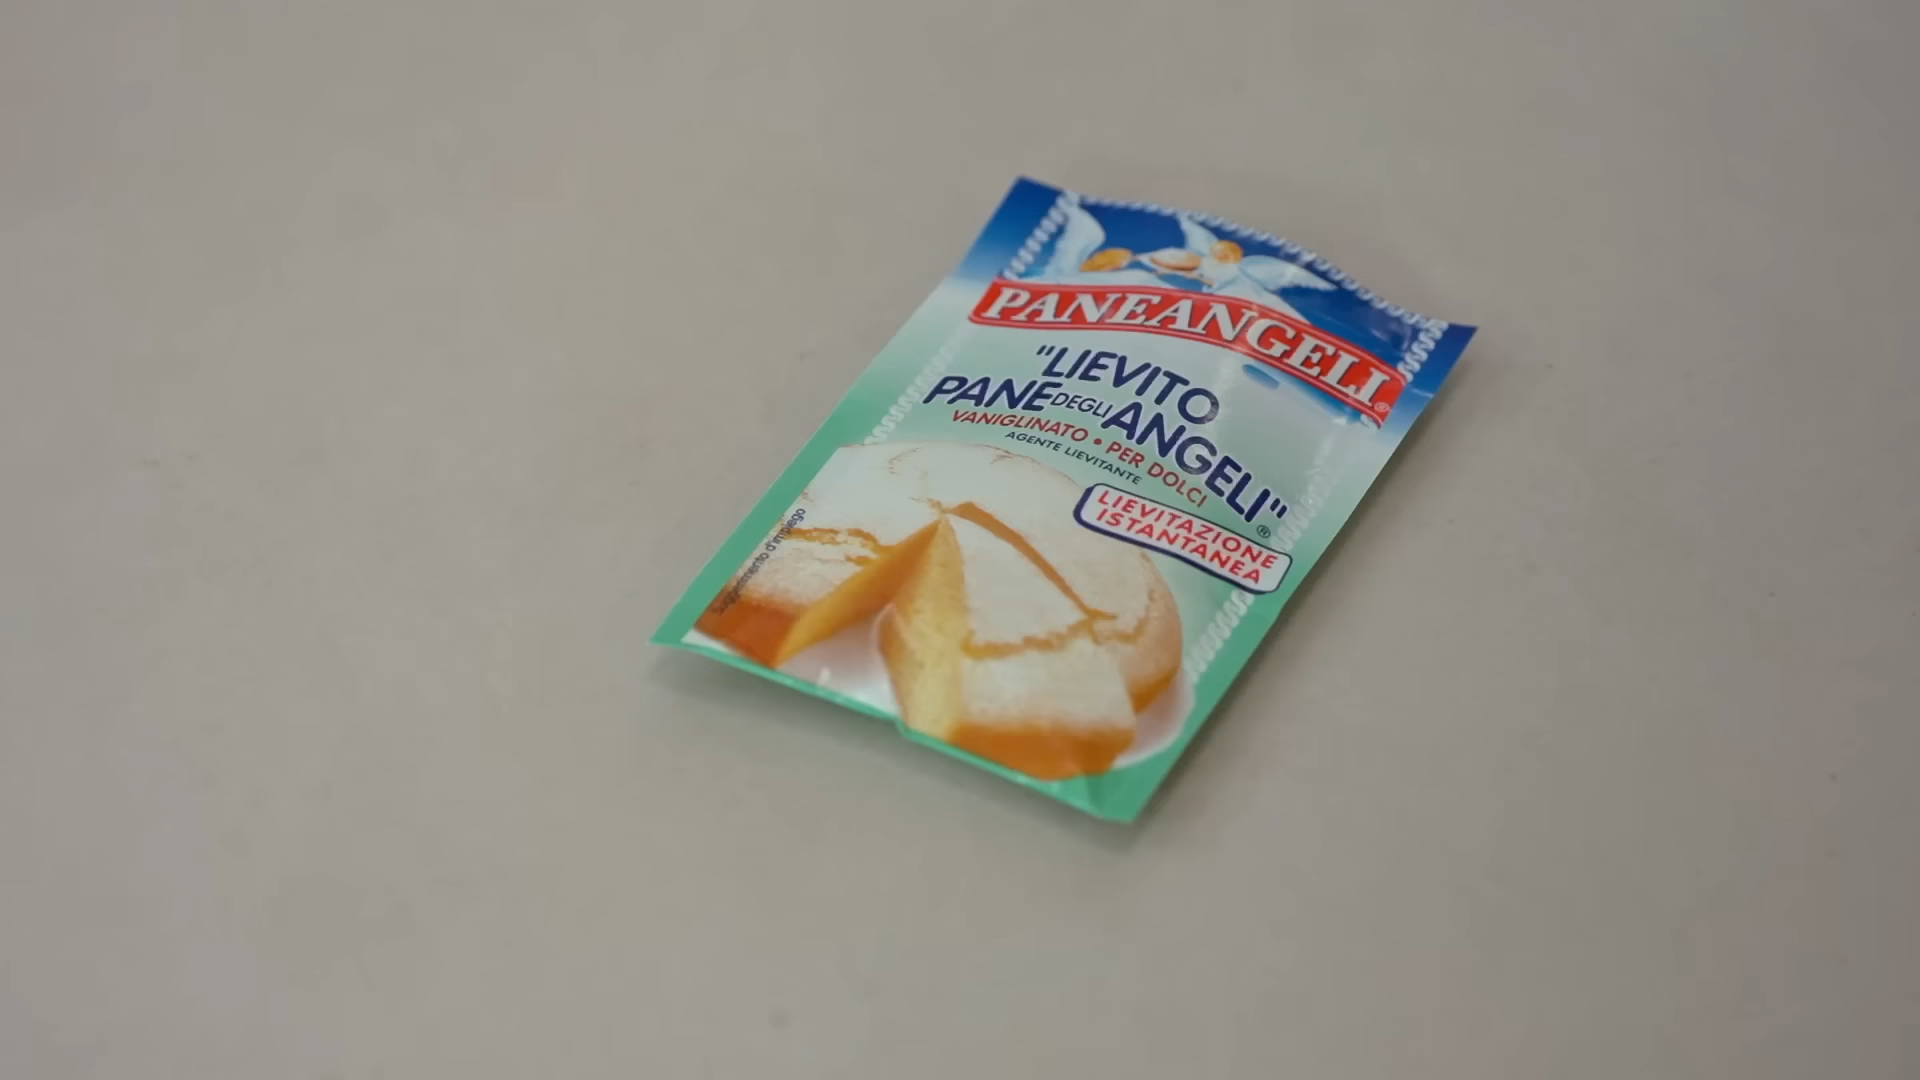 PANEANGELI®
"LIEVITO
PANE DEGLI ANGELI"®
VANIGLINATO • PER DOLCI
AGENTE LIEVITANTE
LIEVITAZIONE
ISTANTANEA
Suggerimento d'impiego